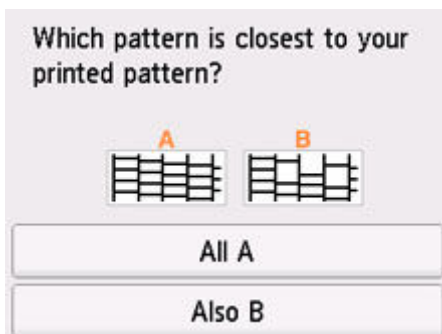 Which pattern is closest to your
printed pattern?
A B
All A
Also B